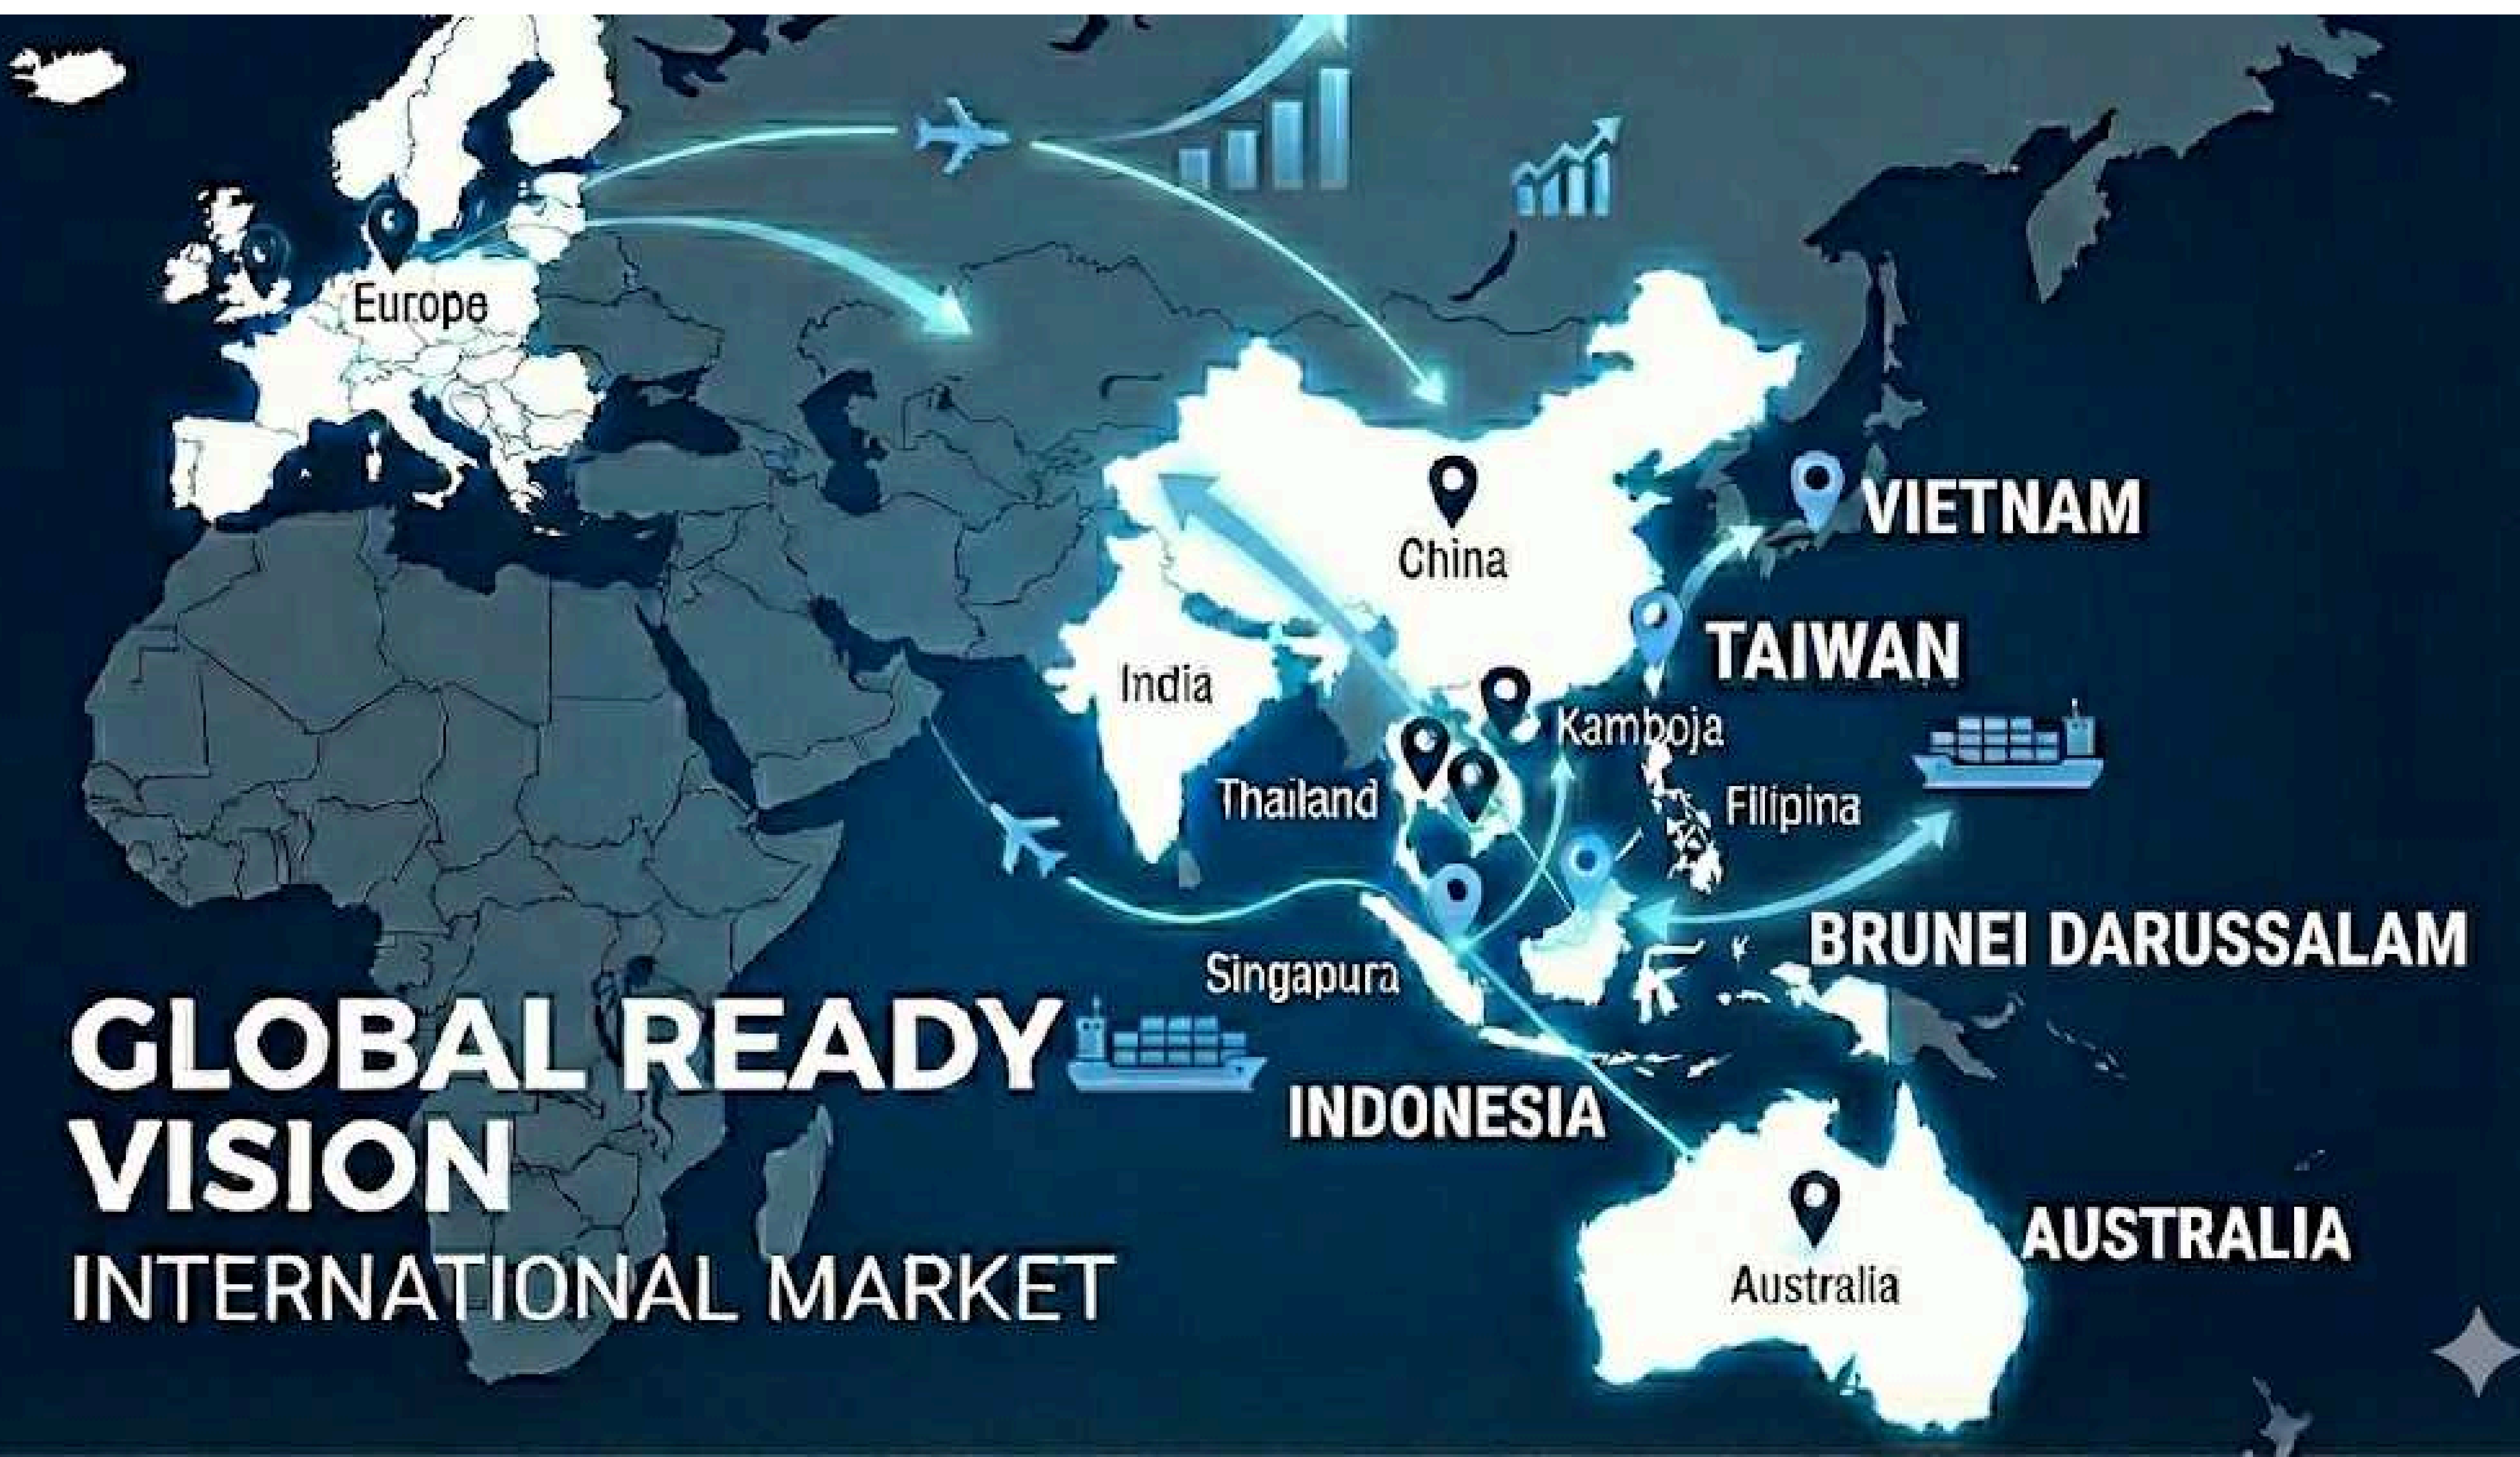 Europe
China
VIETNAM
TAIWAN
India
Kamboja
Thailand
Filipina
BRUNEI DARUSSALAM
Singapura
GLOBAL READY
VISION
INTERNATIONAL MARKET
INDONESIA
AUSTRALIA
Australia